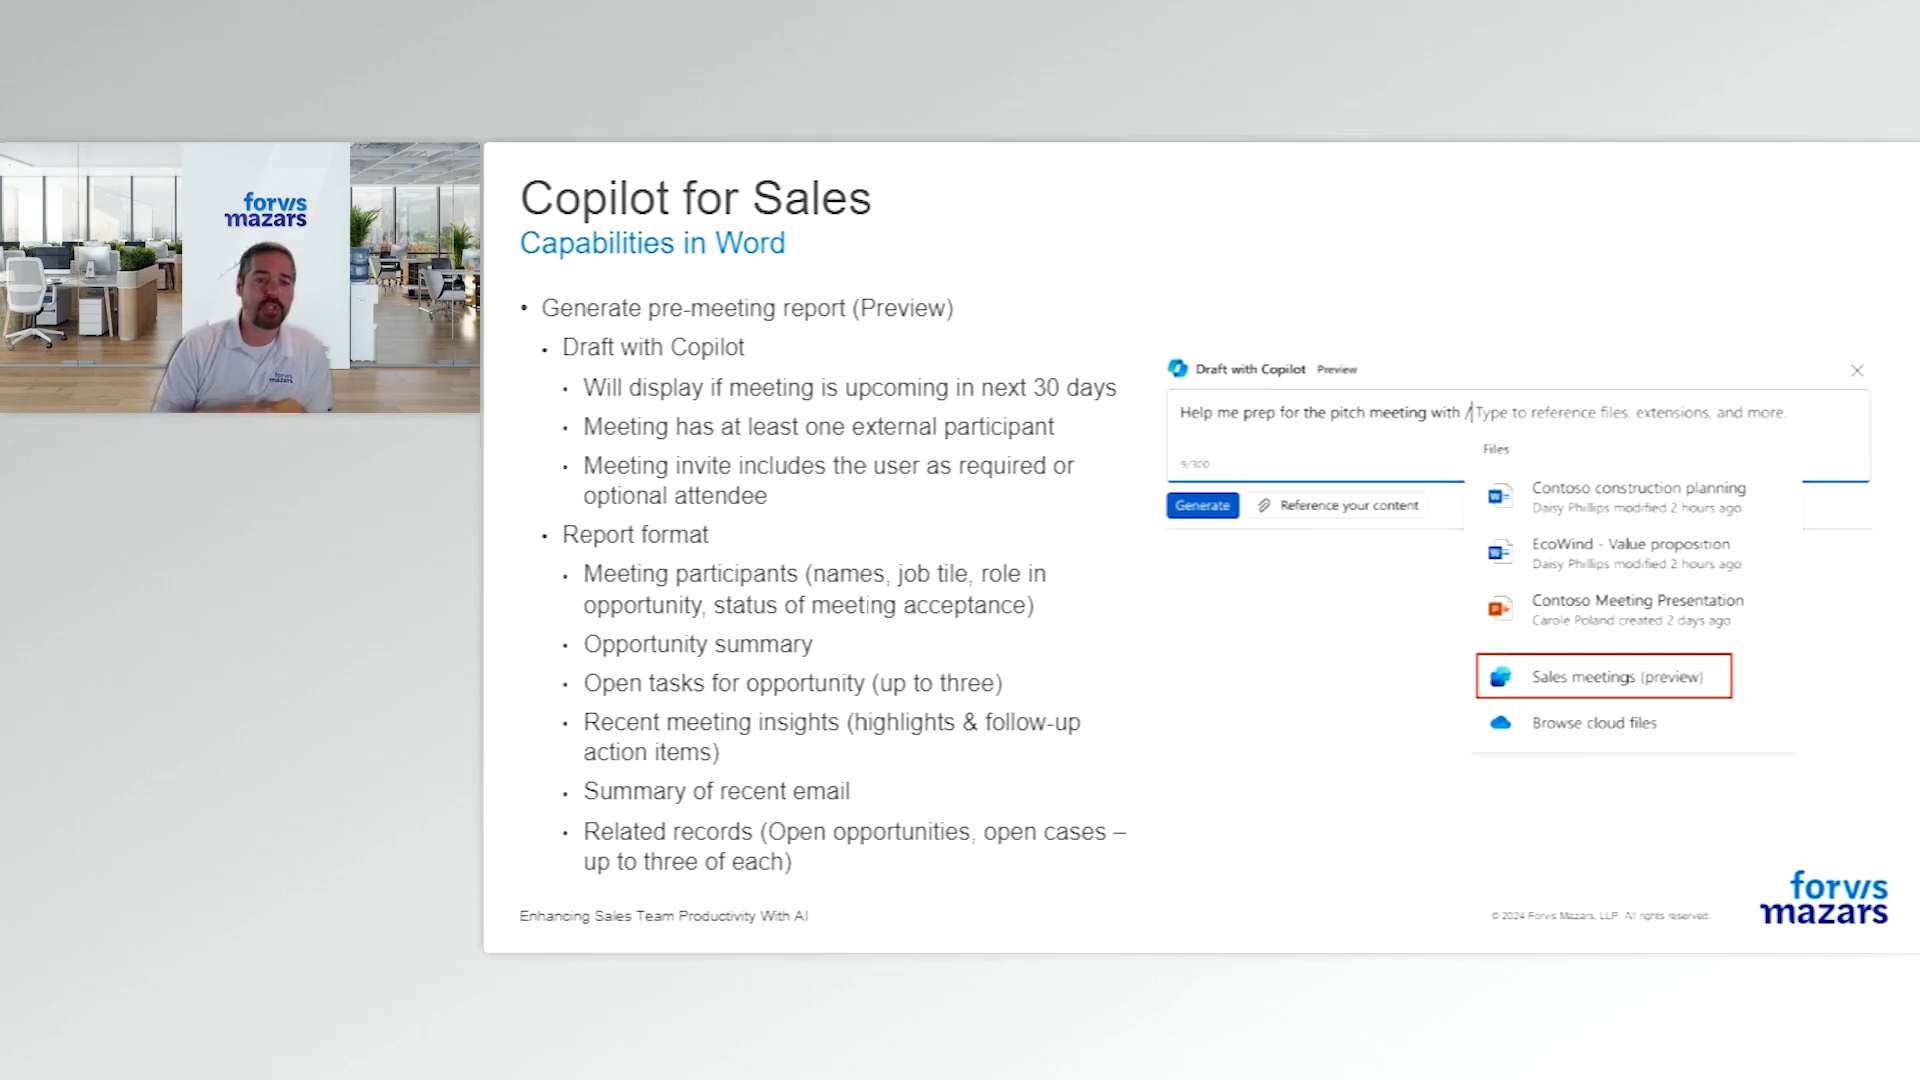 forvis
mazars
forvis
mazars
Copilot for Sales
Capabilities in Word
• Generate pre-meeting report (Preview)
• Draft with Copilot
• Will display if meeting is upcoming in next 30 days
• Meeting has at least one external participant
• Meeting invite includes the user as required or
optional attendee
• Report format
• Meeting participants (names, job tile, role in
opportunity, status of meeting acceptance)
• Opportunity summary
• Open tasks for opportunity (up to three)
• Recent meeting insights (highlights & follow-up
action items)
• Summary of recent email
• Related records (Open opportunities, open cases –
up to three of each)
Draft with Copilot Preview
Help me prep for the pitch meeting with / Type to reference files, extensions, and more.
9/300
Generate
Reference your content
Files
Contoso construction planning
Daisy Phillips modified 2 hours ago
EcoWind - Value proposition
Daisy Phillips modified 2 hours ago
Contoso Meeting Presentation
Carole Poland created 2 days ago
Sales meetings (preview)
Browse cloud files
Enhancing Sales Team Productivity With AI
© 2024 Forvis Mazars, LLP. All rights reserved.
forvis
mazars